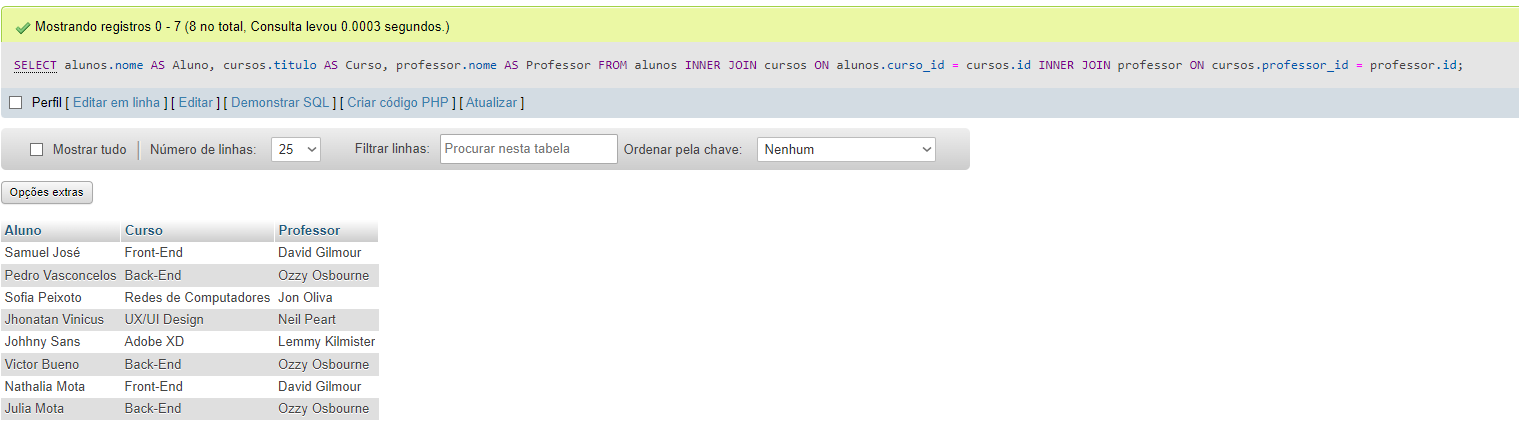 Mostrando registros 0 - 7 (8 no total, Consulta levou 0.0003 segundos.)
SELECT alunos.nome AS Aluno, cursos.titulo AS Curso, professor.nome AS Professor FROM alunos INNER JOIN cursos ON alunos.curso_id = cursos.id INNER JOIN professor ON cursos.professor_id = professor.id;
Perfil [ Editar em linha ] [ Editar ] [ Demonstrar SQL ] [ Criar código PHP ] [ Atualizar ]
Mostrar tudo Número de linhas: 25 Filtrar linhas: Procurar nesta tabela Ordenar pela chave: Nenhum
Opções extras
Aluno Curso Professor
Samuel José Front-End David Gilmour
Pedro Vasconcelos Back-End Ozzy Osbourne
Sofia Peixoto Redes de Computadores Jon Oliva
Jhonatan Vinicus UX/UI Design Neil Peart
Johhny Sans Adobe XD Lemmy Kilmister
Victor Bueno Back-End Ozzy Osbourne
Nathalia Mota Front-End David Gilmour
Julia Mota Back-End Ozzy Osbourne